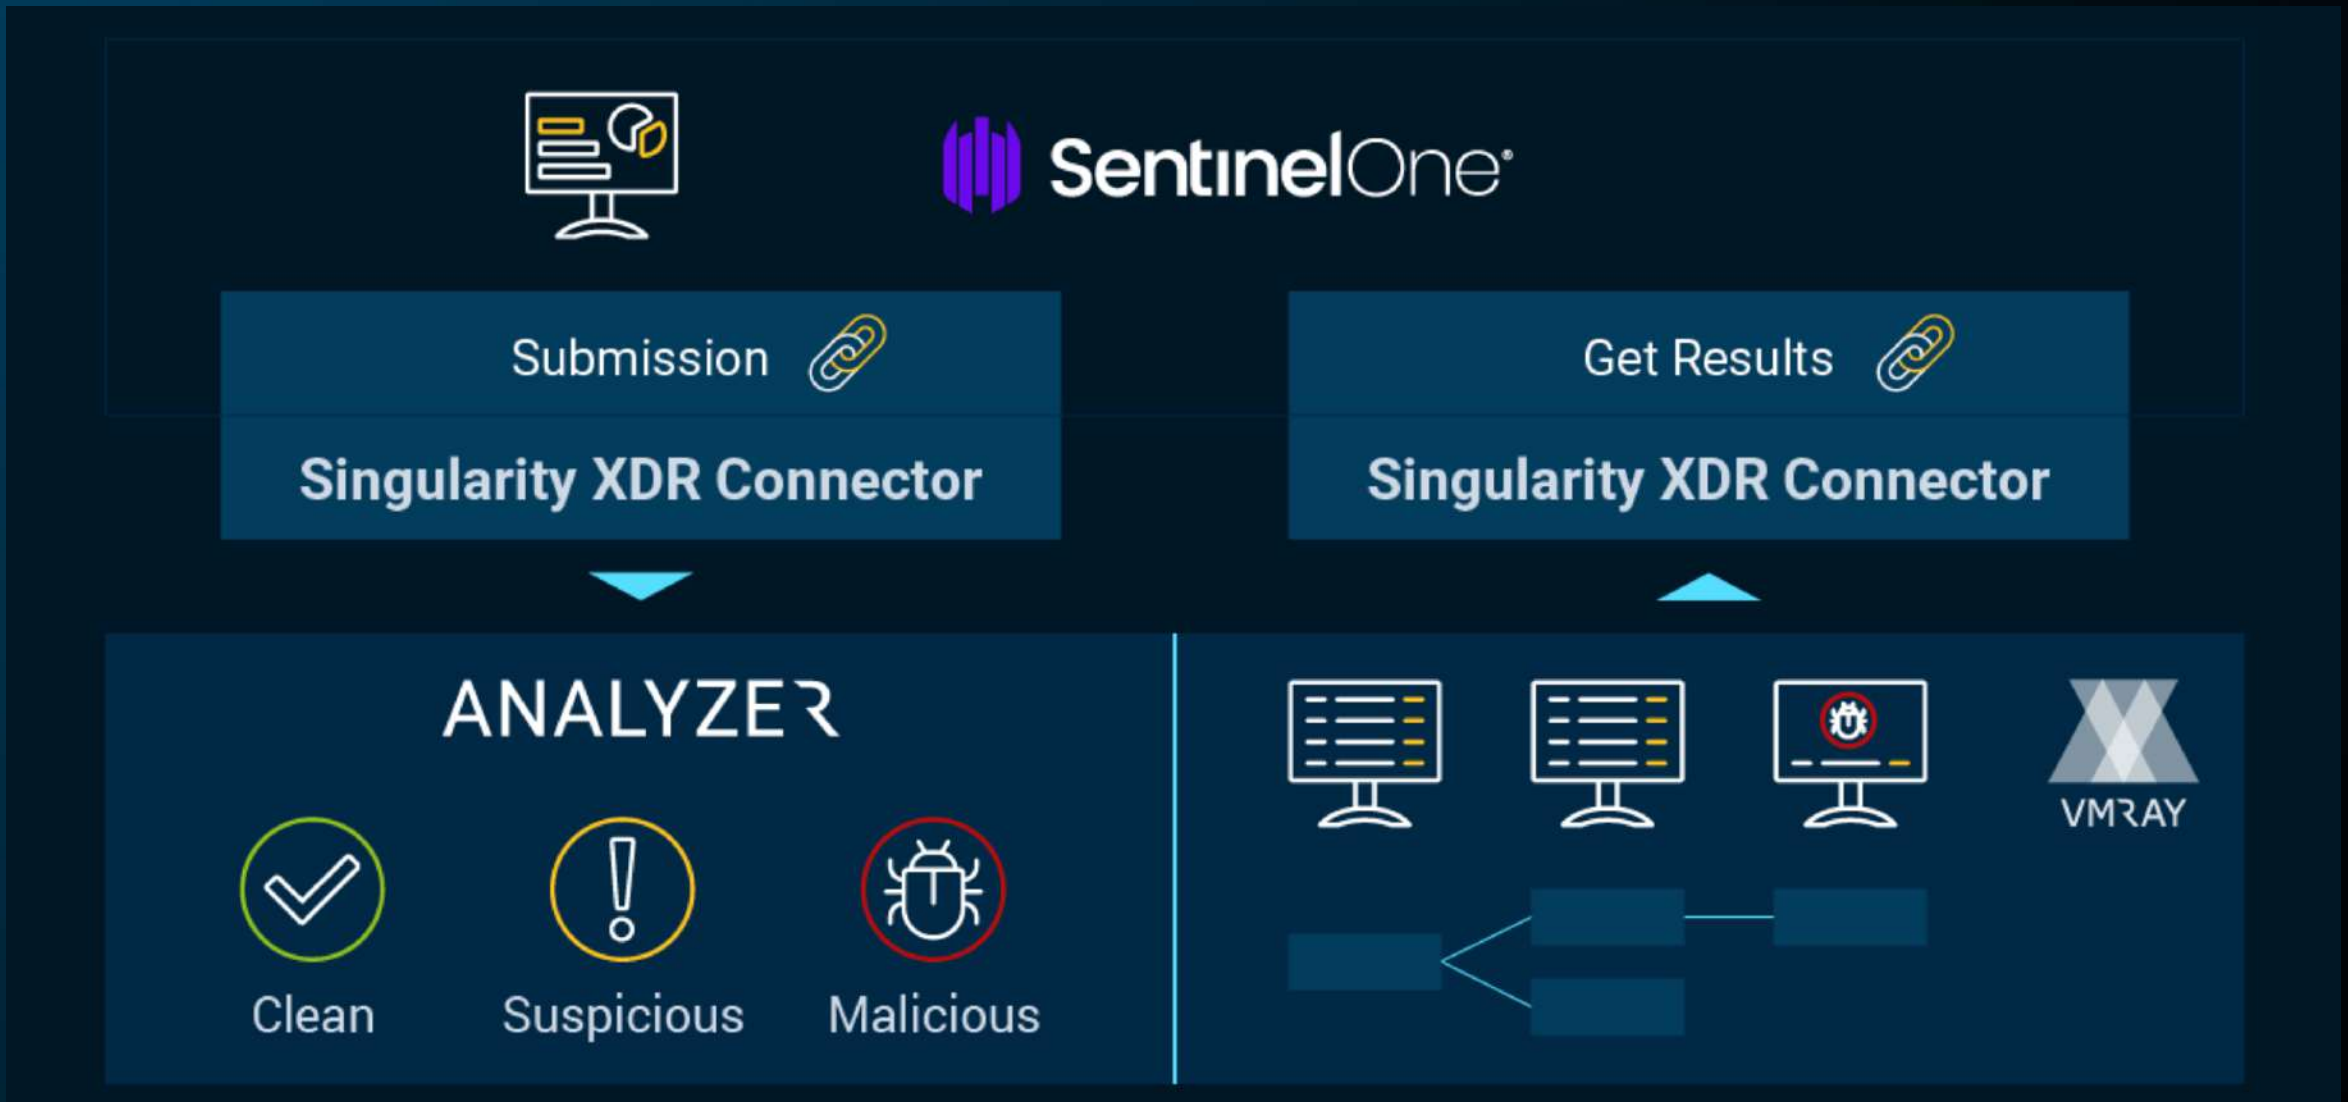 SentinelOne®
Submission
Singularity XDR Connector
Get Results
Singularity XDR Connector
ANALYZER
Clean
Suspicious
Malicious
VMRAY